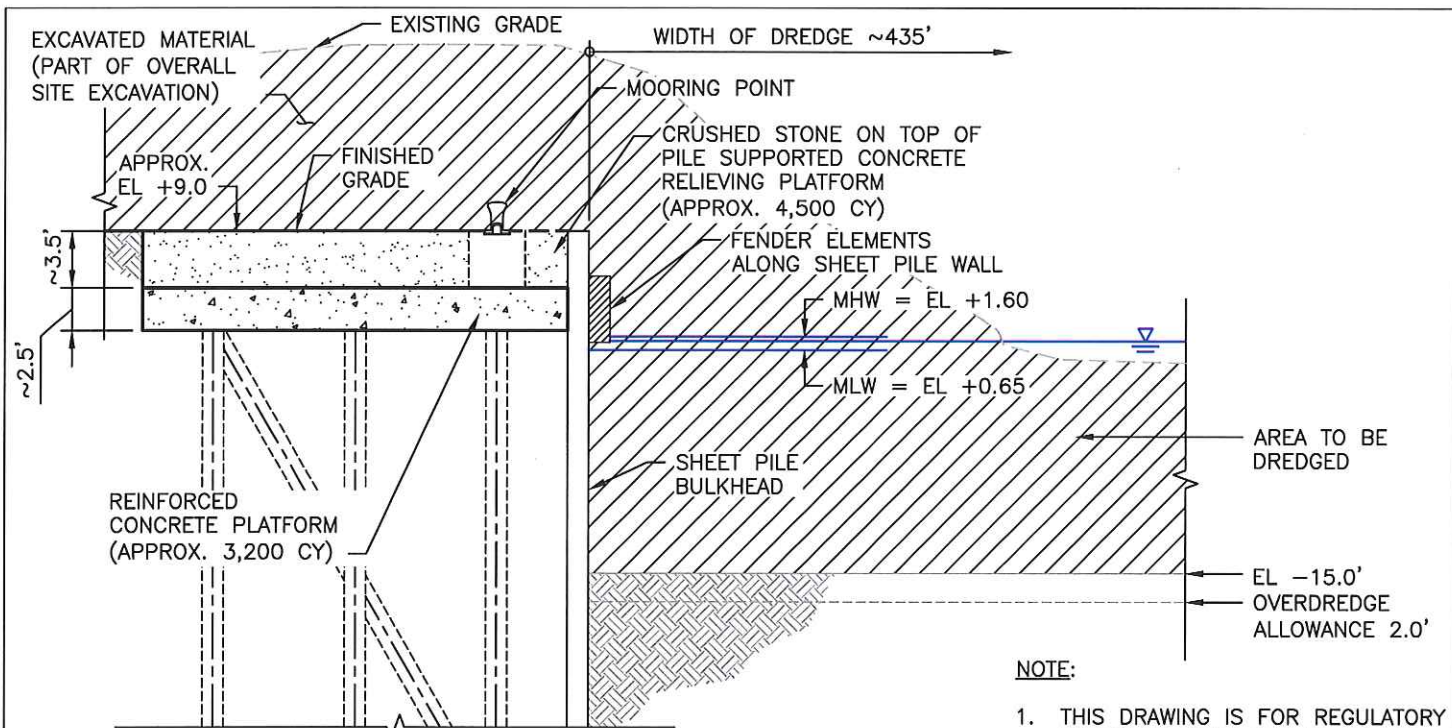 EXISTING GRADE
WIDTH OF DREDGE ~435'
EXCAVATED MATERIAL
(PART OF OVERALL
SITE EXCAVATION)
MOORING POINT
CRUSHED STONE ON TOP OF
PILE SUPPORTED CONCRETE
RELIEVING PLATFORM
(APPROX. 4,500 CY)
APPROX.
EL +9.0
FINISHED
GRADE
FENDER ELEMENTS
ALONG SHEET PILE WALL
~3.5'
MHW = EL +1.60
~2.5'
MLW = EL +0.65
AREA TO BE
DREDGED
SHEET PILE
BULKHEAD
REINFORCED
CONCRETE PLATFORM
(APPROX. 3,200 CY)
EL -15.0'
OVERDREDGE
ALLOWANCE 2.0'
NOTE:
1. THIS DRAWING IS FOR REGULATORY